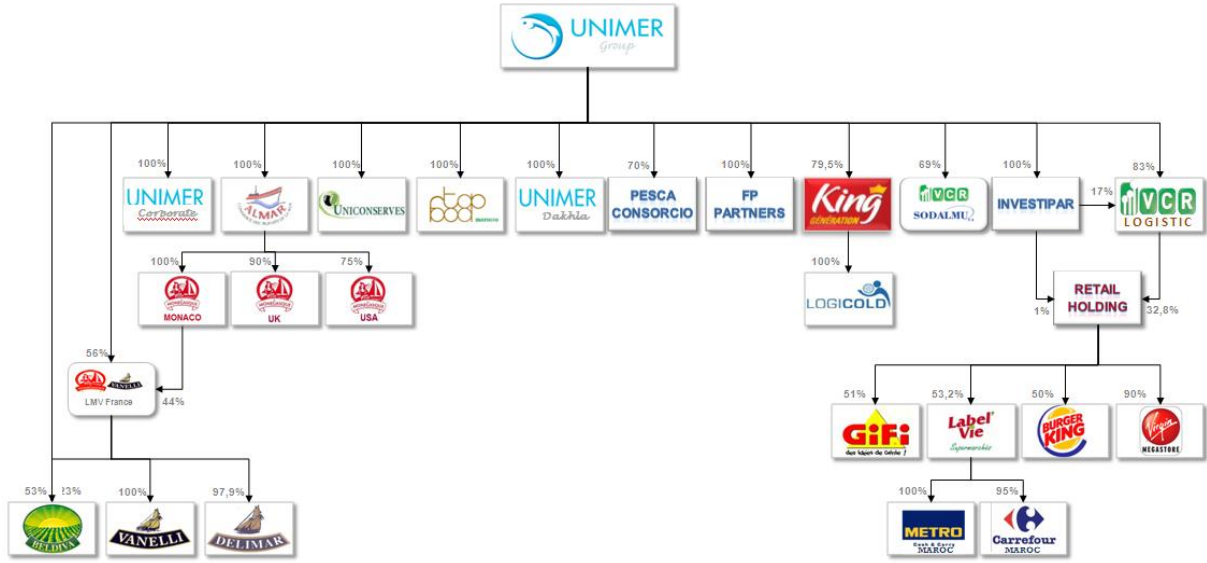 UNIMER
Group
100%
100%
100%
100%
100%
70%
100%
79,5%
69%
100%
83%
UNIMER
Corporate
ALMAR
UNICONSERVES
UNIMER
Dakhla
PESCA
CONSORCIO
FP
PARTNERS
King
GÉNÉRATION
VCR
SODALMU
INVESTIPAR
17%
VCR
LOGISTIC
100%
90%
75%
100%
MONACO
UK
USA
LOGICOLD
RETAIL
HOLDING
1%
32,8%
56%
VANELLI
LMV France
44%
51%
53,2%
50%
90%
GiFi
des idées de Génie !
Label'
Vie
Supermarchés
BURGER
KING
Virgin
MEGASTORE
53%
23%
100%
97,9%
100%
95%
BELDIVA
VANELLI
DELIMAR
METRO
Cash & Carry
MAROC
Carrefour
MAROC